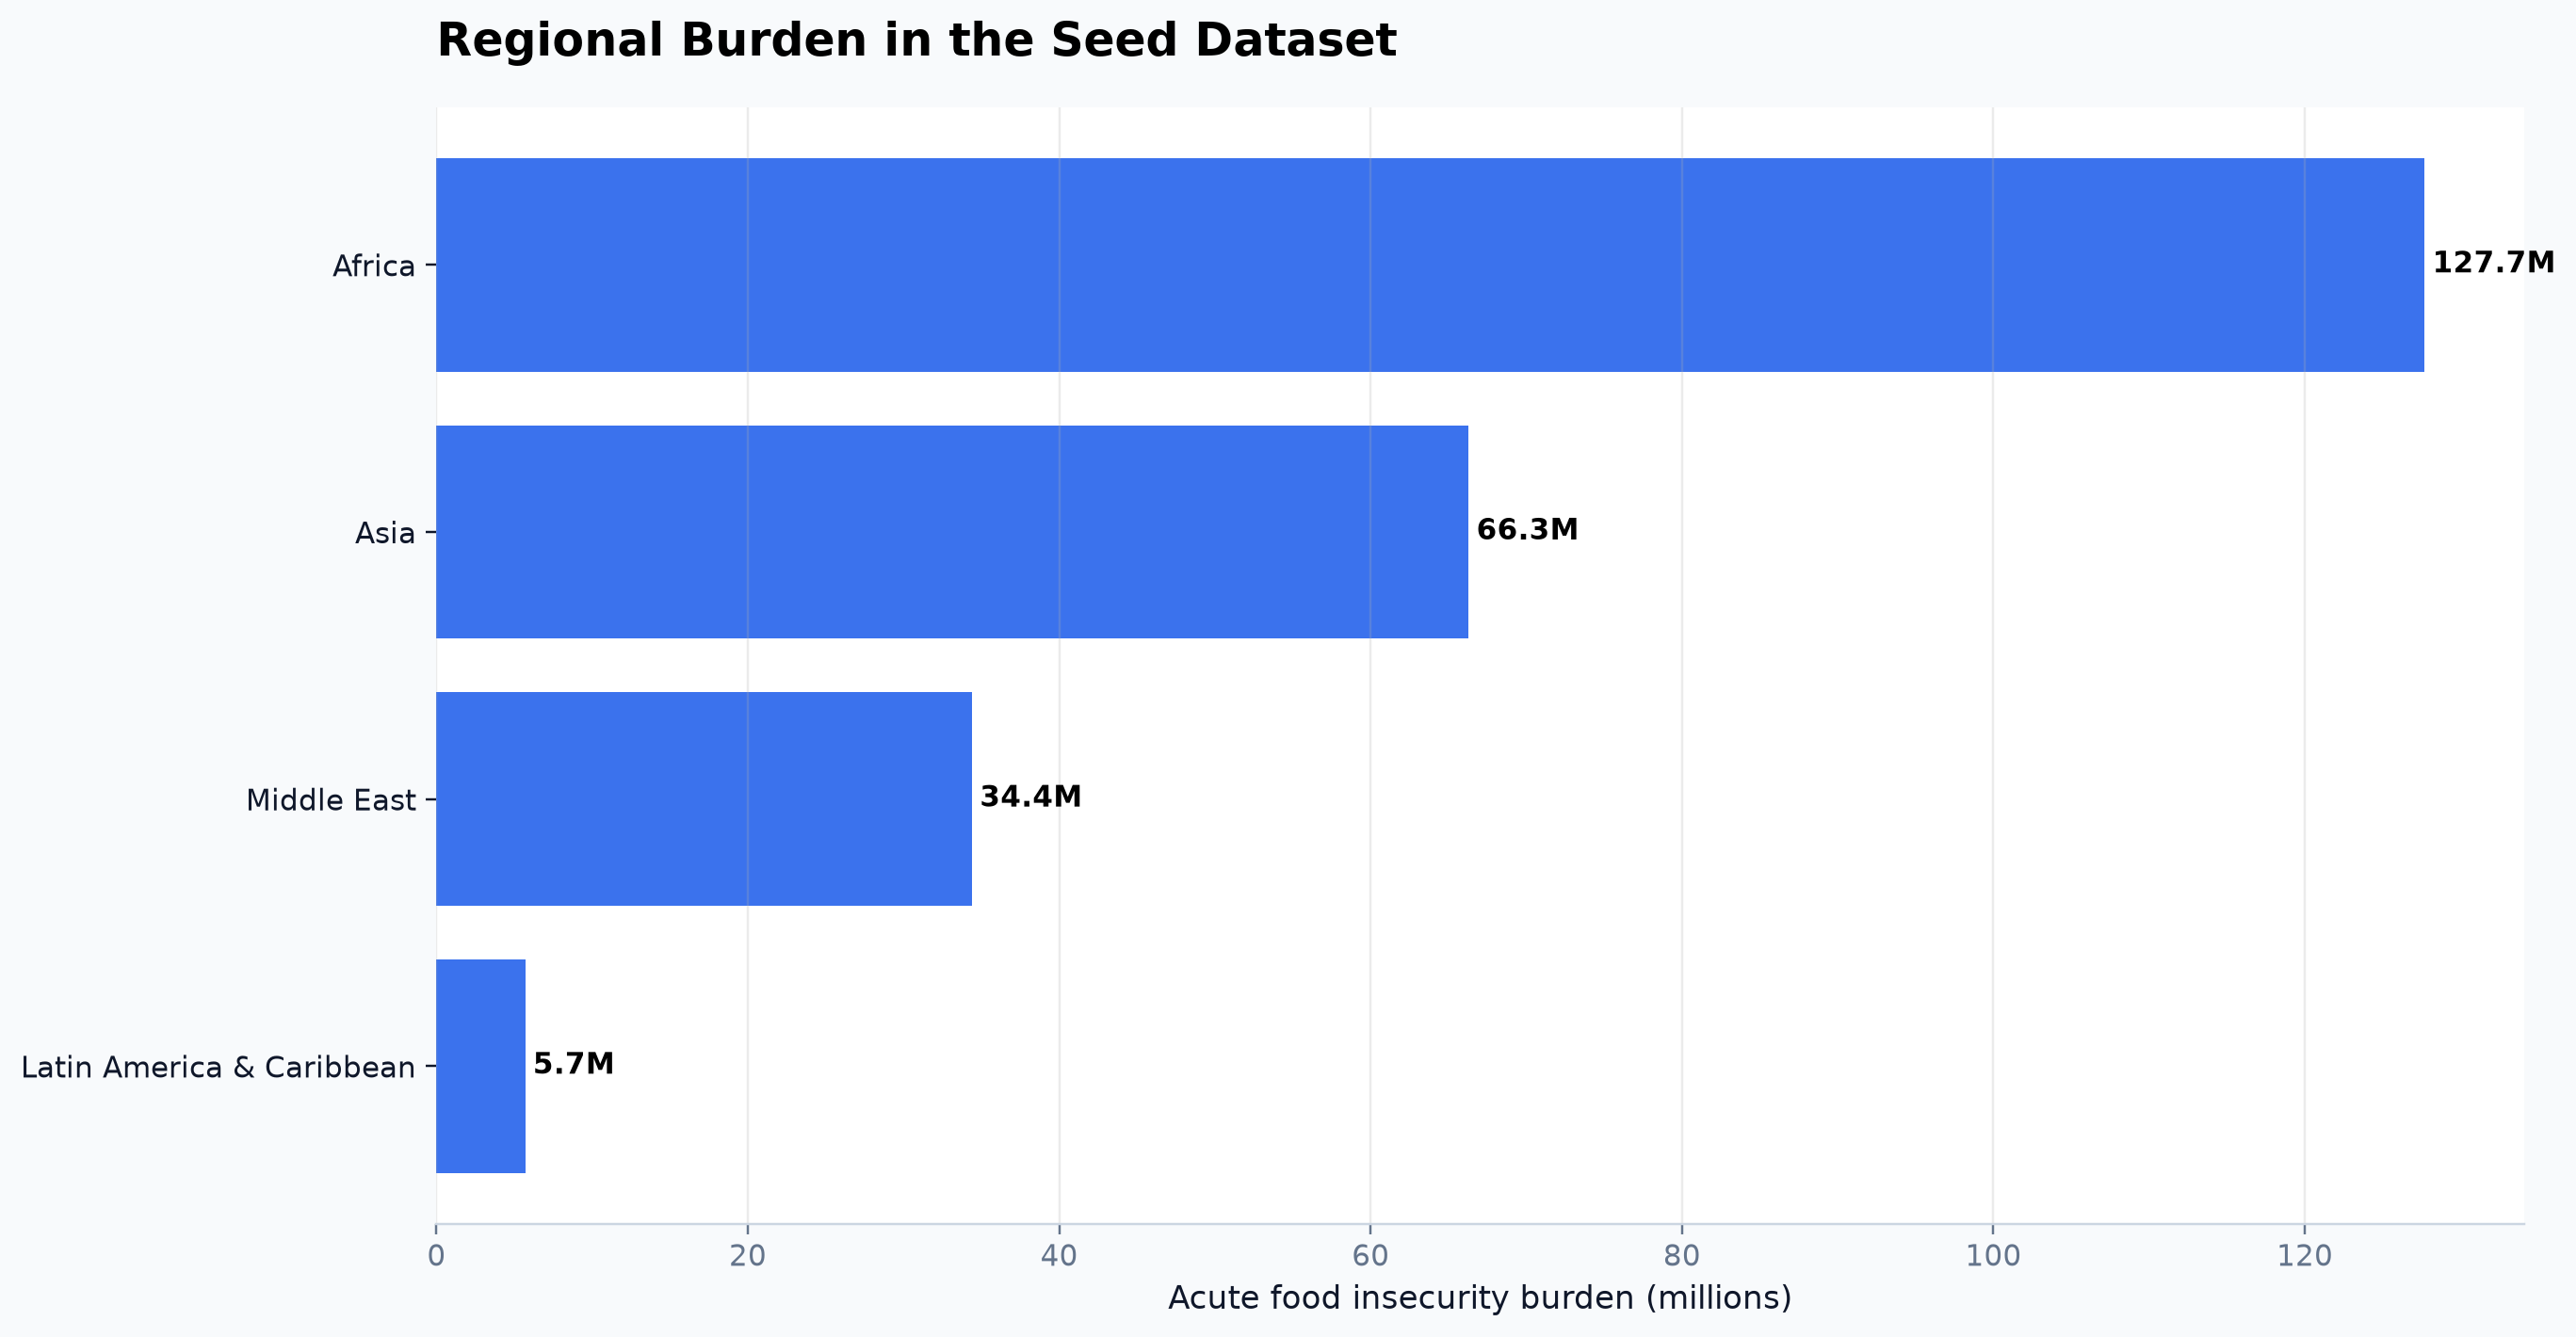 Regional Burden in the Seed Dataset
Africa
127.7M
Asia
66.3M
Middle East
34.4M
Latin America & Caribbean
5.7M
0 20 40 60 80 100 120
Acute food insecurity burden (millions)